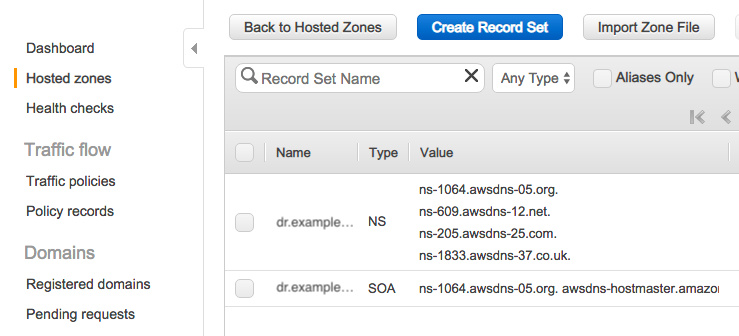 Back to Hosted Zones
Create Record Set
Import Zone File
Dashboard
Hosted zones
Health checks
Traffic flow
Traffic policies
Policy records
Domains
Registered domains
Pending requests
Record Set Name
Any Type
Aliases Only
Name Type Value
dr.example... NS
ns-1064.awsdns-05.org.
ns-609.awsdns-12.net.
ns-205.awsdns-25.com.
ns-1833.awsdns-37.co.uk.
dr.example... SOA ns-1064.awsdns-05.org. awsdns-hostmaster.amazo